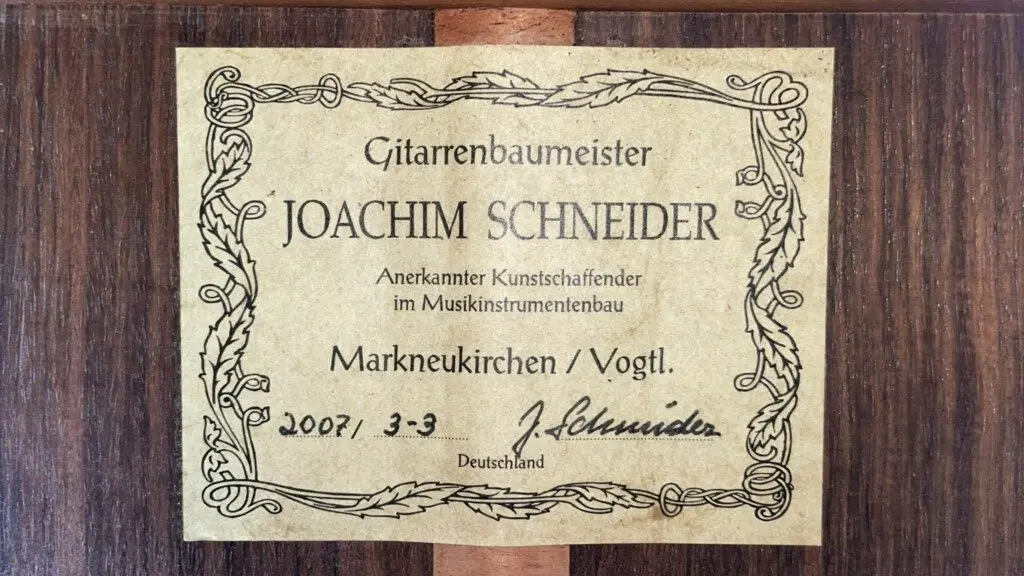 Gitarrenbaumeister
JOACHIM SCHNEIDER
Anerkannter Kunstschaffender
im Musikinstrumentenbau
Markneukirchen / Vogtl.
2007/ 3-3 J. Schneider
Deutschland